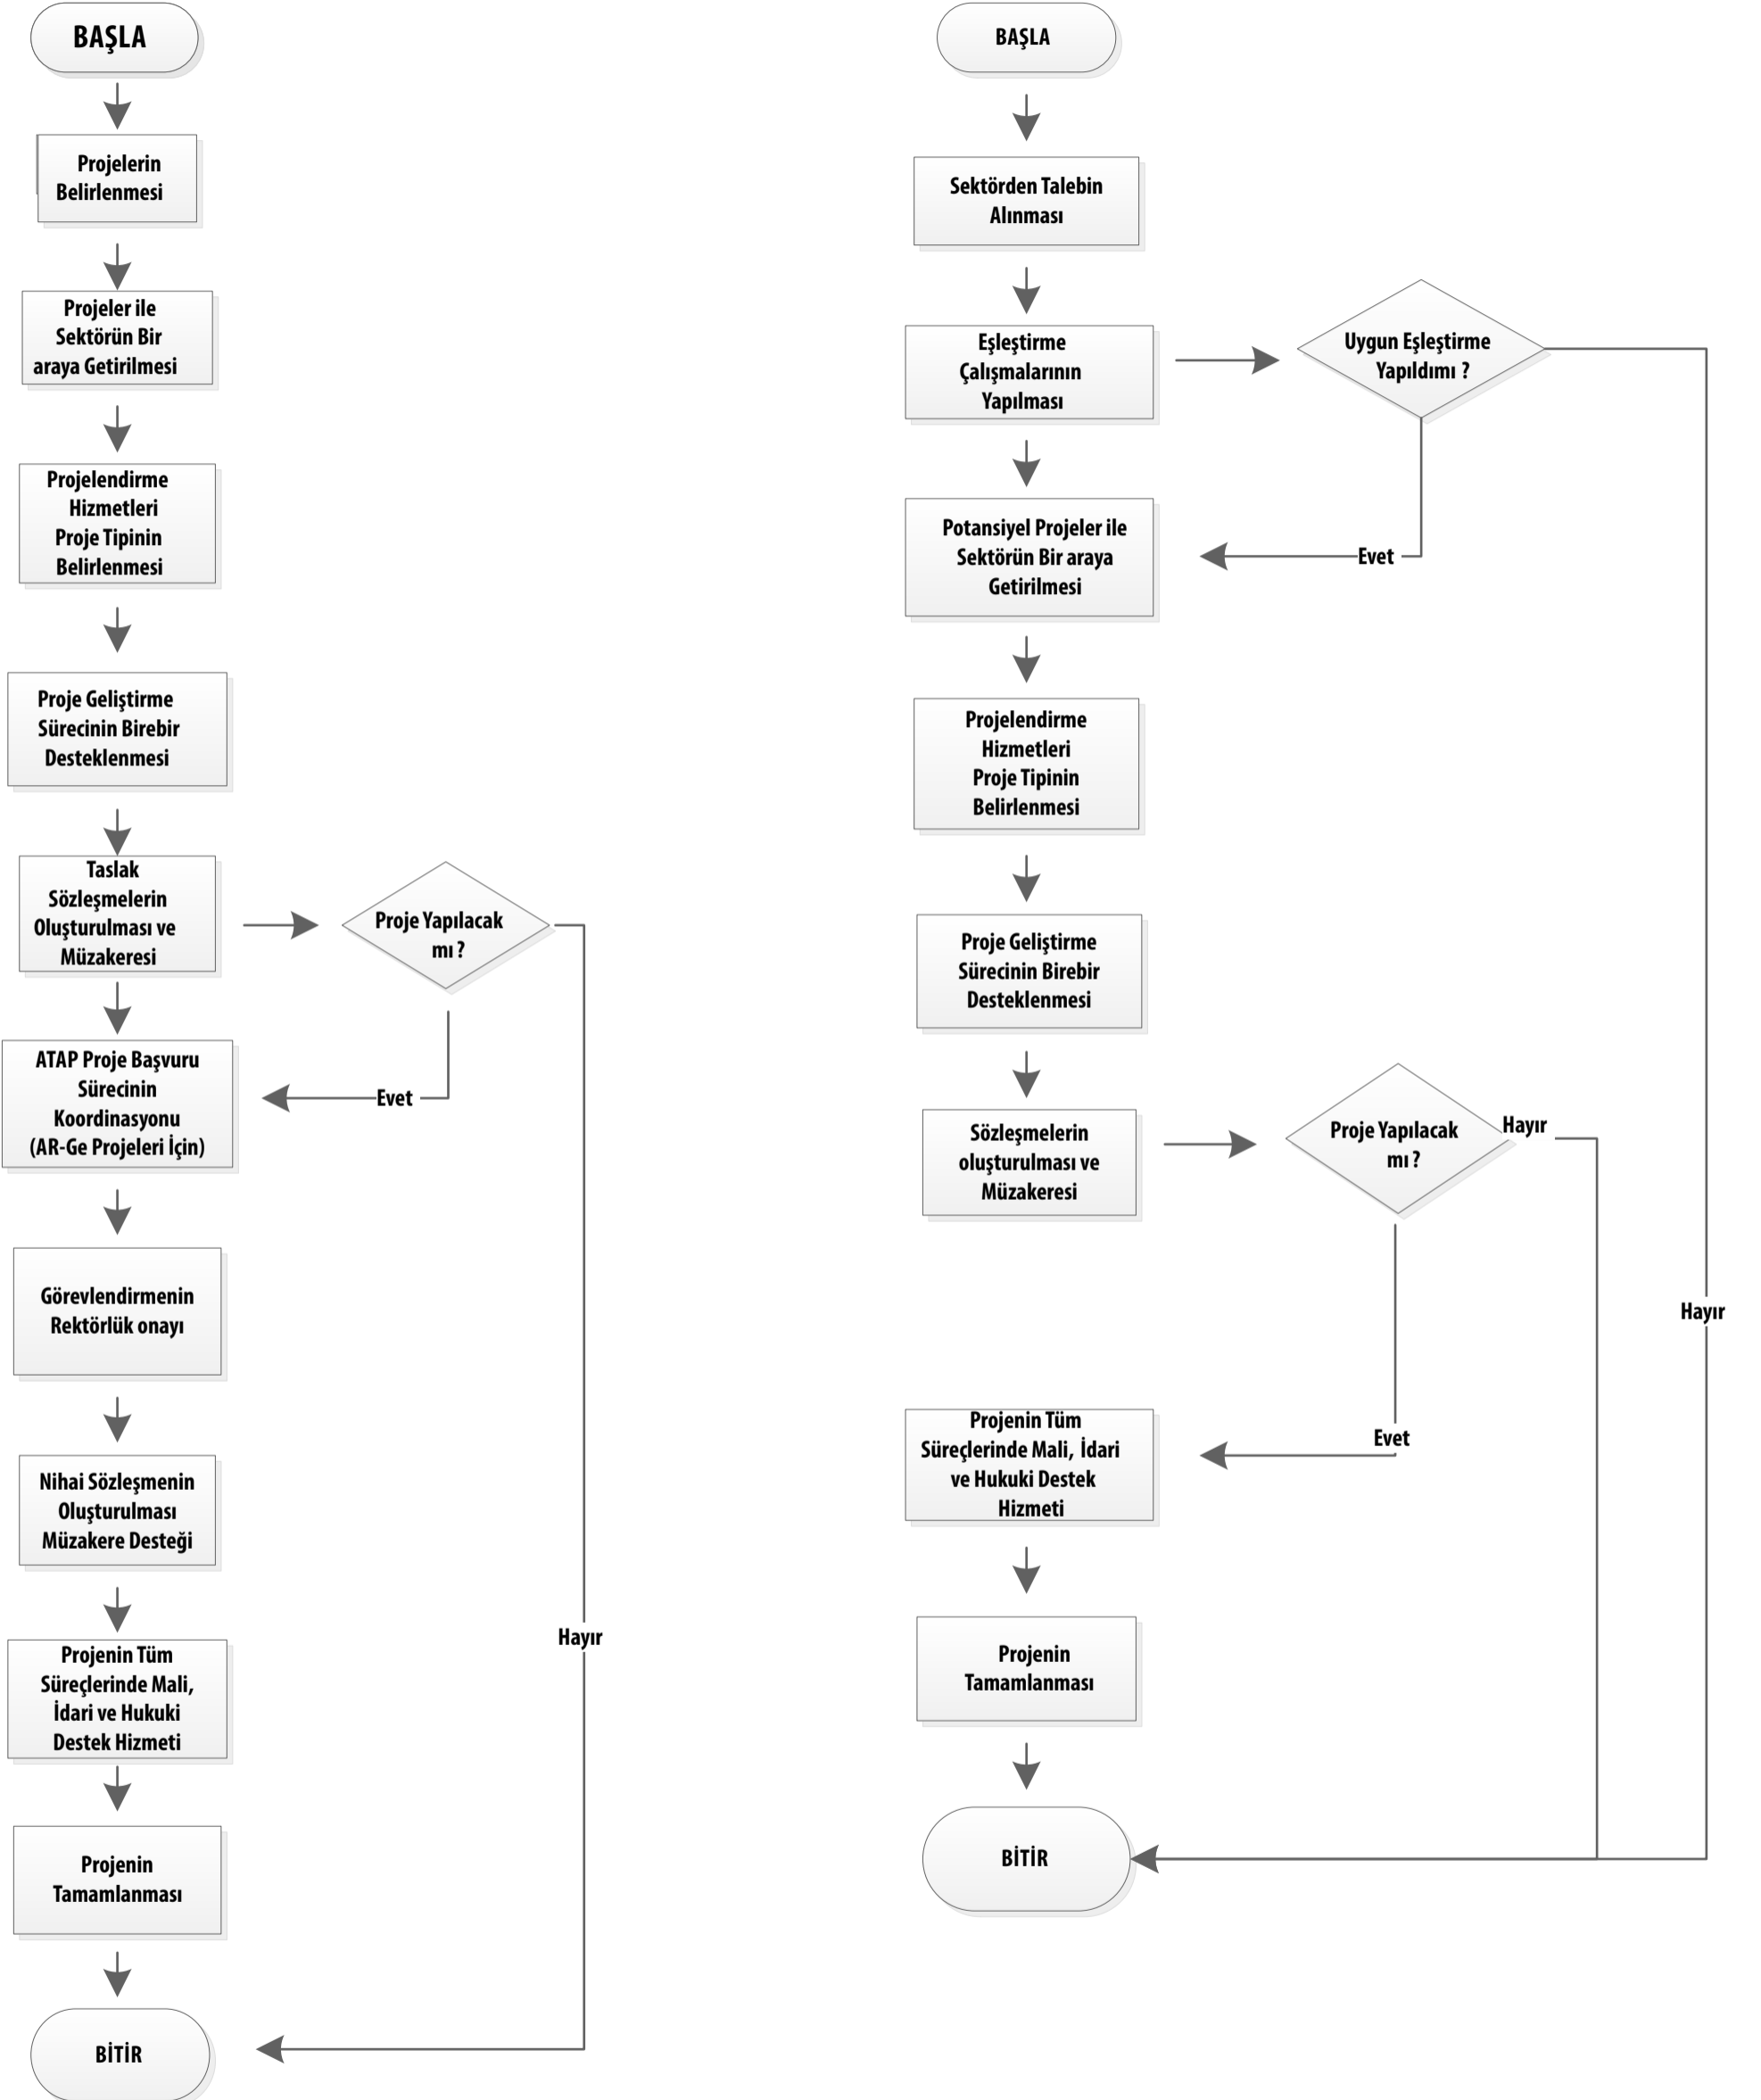 BAŞLA
Projelerin
Belirlenmesi
Projeler ile
Sektörün Bir
araya Getirilmesi
Projelendirme
Hizmetleri
Proje Tipinin
Belirlenmesi
Proje Geliştirme
Sürecinin Birebir
Desteklenmesi
Taslak
Sözleşmelerin
Oluşturulması ve
Müzakeresi
Proje Yapılacak
mı ?
Evet
Hayır
ATAP Proje Başvuru
Sürecinin
Koordinasyonu
(AR-Ge Projeleri İçin)
Görevlendirmenin
Rektörlük onayı
Nihai Sözleşmenin
Oluşturulması
Müzakere Desteği
Projenin Tüm
Süreçlerinde Mali,
İdari ve Hukuki
Destek Hizmeti
Projenin
Tamamlanması
BİTİR
BAŞLA
Sektörden Talebin
Alınması
Eşleştirme
Çalışmalarının
Yapılması
Uygun Eşleştirme
Yapıldımı ?
Evet
Hayır
Potansiyel Projeler ile
Sektörün Bir araya
Getirilmesi
Projelendirme
Hizmetleri
Proje Tipinin
Belirlenmesi
Proje Geliştirme
Sürecinin Birebir
Desteklenmesi
Sözleşmelerin
oluşturulması ve
Müzakeresi
Proje Yapılacak
mı ?
Hayır
Evet
Projenin Tüm
Süreçlerinde Mali, İdari
ve Hukuki Destek
Hizmeti
Projenin
Tamamlanması
BİTİR